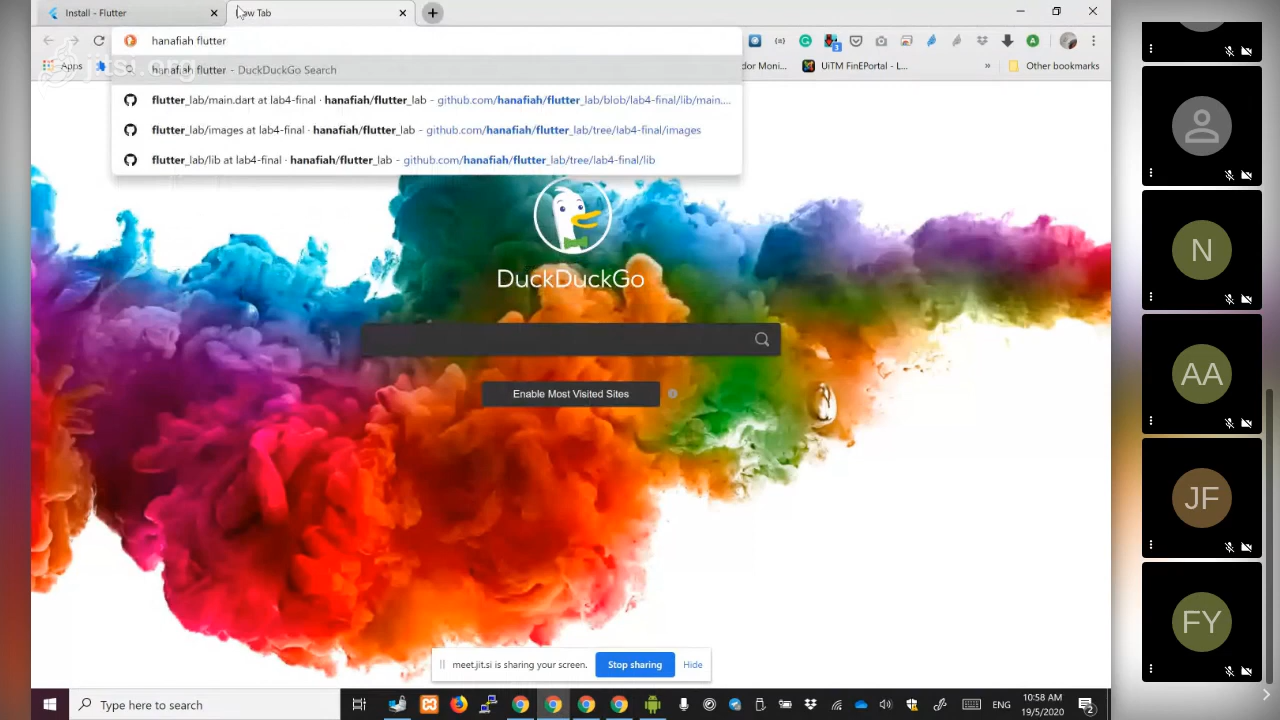 Install - Flutter
New Tab
hanafiah flutter
jitsi.org
Apps
UiTM FinEPortal - L...
Other bookmarks
hanafiah flutter - DuckDuckGo Search
flutter_lab/main.dart at lab4-final · hanafiah/flutter_lab - github.com/hanafiah/flutter_lab/blob/lab4-final/lib/main....
flutter_lab/images at lab4-final · hanafiah/flutter_lab - github.com/hanafiah/flutter_lab/tree/lab4-final/images
flutter_lab/lib at lab4-final · hanafiah/flutter_lab - github.com/hanafiah/flutter_lab/tree/lab4-final/lib
DuckDuckGo
Enable Most Visited Sites
meet.jit.si is sharing your screen.
Stop sharing
Hide
Type here to search
ENG
10:58 AM
19/5/2020
2
N
AA
JF
FY